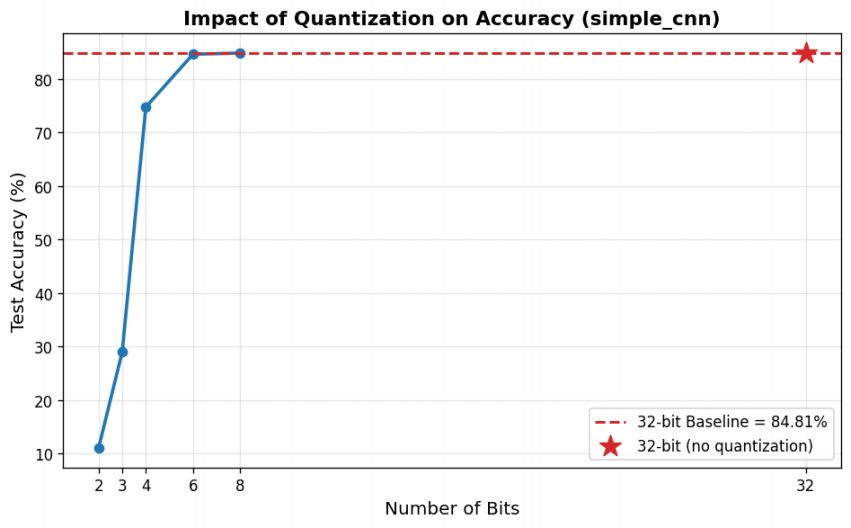 Impact of Quantization on Accuracy (simple_cnn)
Test Accuracy (%)
80
70
60
50
40
30
20
10
32-bit Baseline = 84.81%
32-bit (no quantization)
2 3 4 6 8 32
Number of Bits